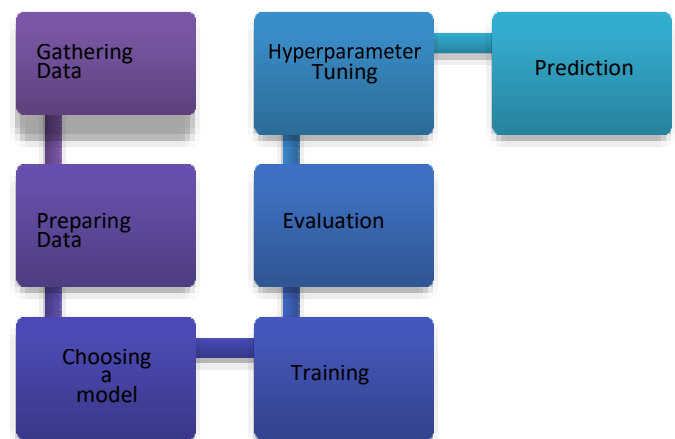 Gathering
Data
Preparing
Data
Choosing
a
model
Training
Evaluation
Hyperparameter
Tuning
Prediction